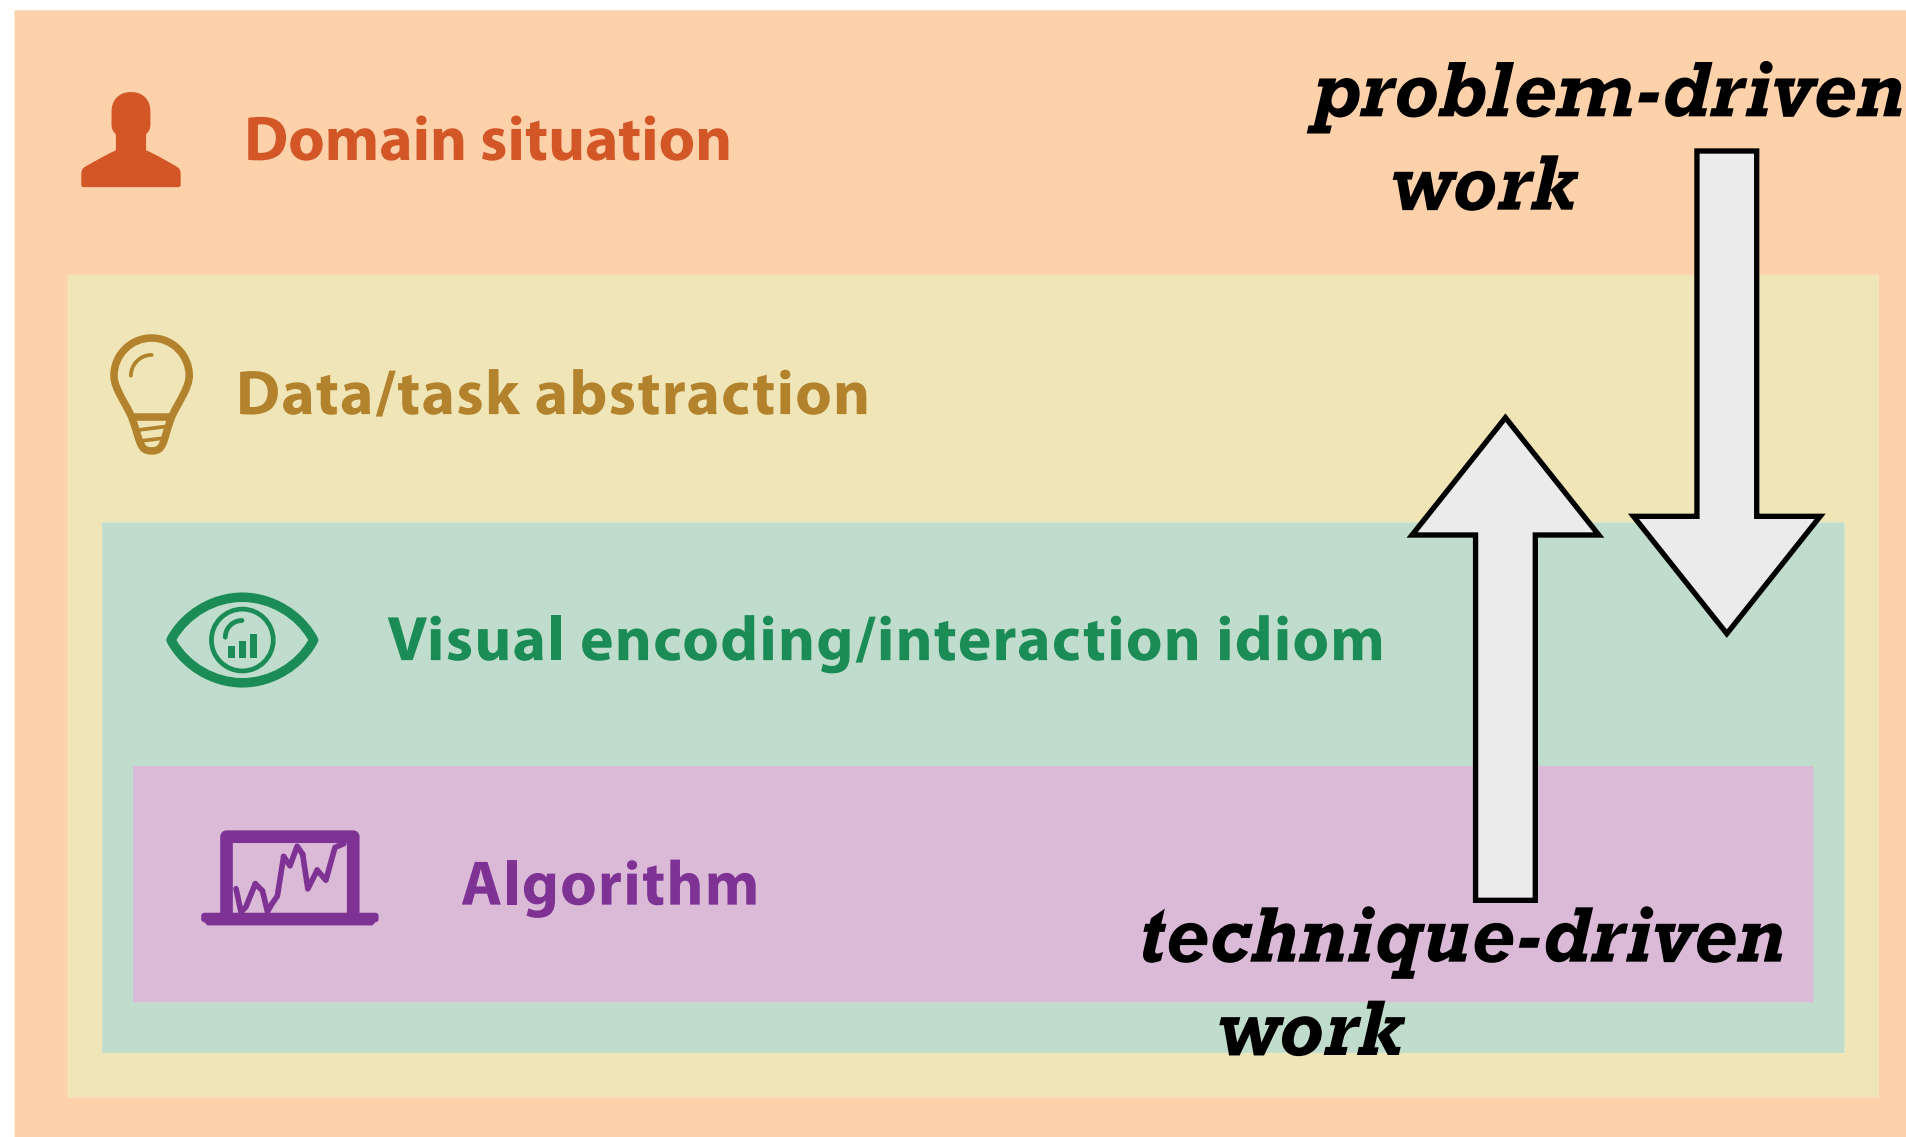 problem-driven
work
Domain situation
Data/task abstraction
Visual encoding/interaction idiom
Algorithm
technique-driven
work